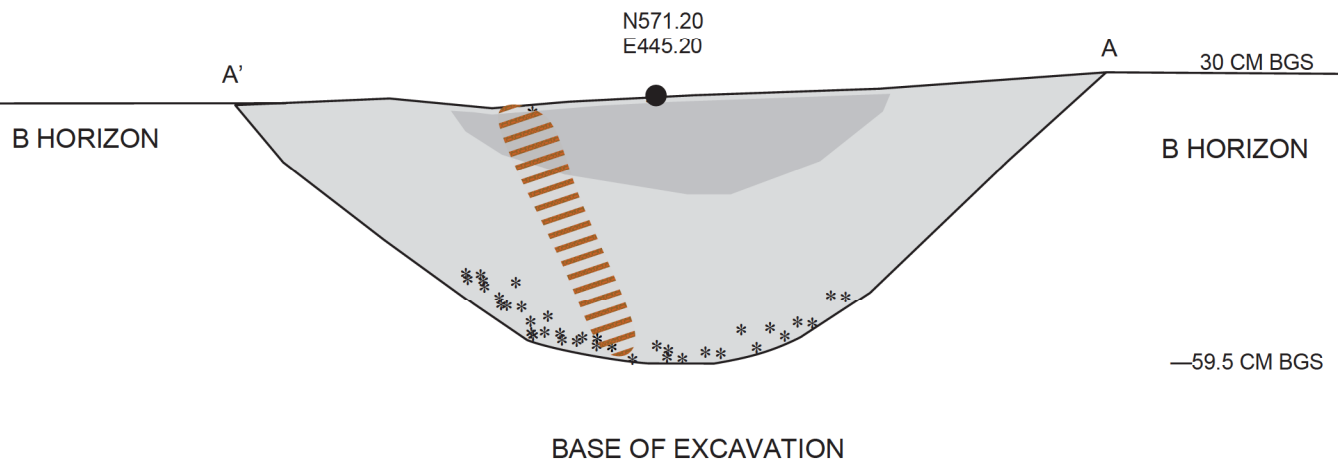 N571.20
E445.20
A’
A
30 CM BGS
B HORIZON
B HORIZON
—59.5 CM BGS
BASE OF EXCAVATION